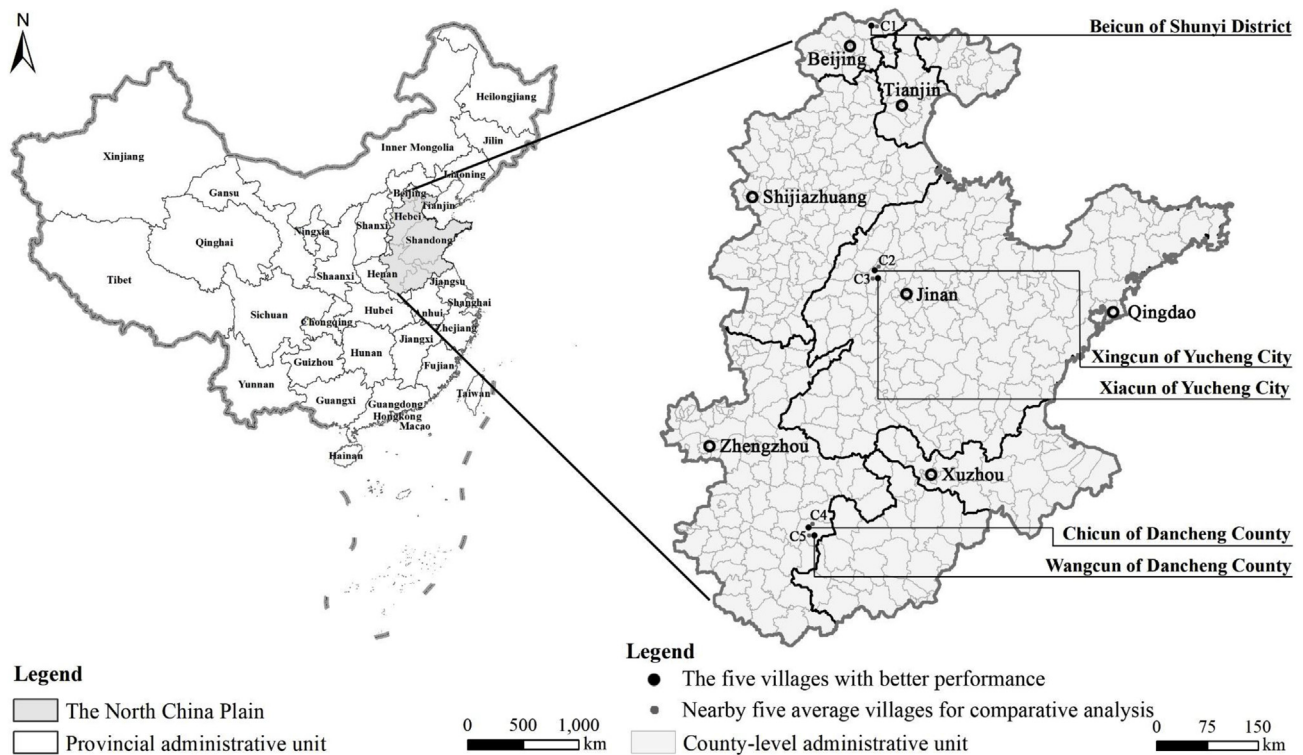 N
Heilongjiang
Jilin
Inner Mongolia
Liaoning
Xinjiang
Gansu
Beijing
Tianjin
Hebei
Ningxia
Shanxi
Shandong
Qinghai
Shaanxi
Henan
Jiangsu
Tibet
Shanghai
Hubei
Anhui
Sichuan
Chongqing
Zhejiang
Jiangxi
Hunan
Guizhou
Fujian
Yunnan
Taiwan
Guangxi
Guangdong
Hongkong
Macao
Hainan
C1
Beicun of Shunyi District
Beijing
Tianjin
Shijiazhuang
C2
C3
Jinan
Qingdao
Xingcun of Yucheng City
Xiacun of Yucheng City
Zhengzhou
Xuzhou
C4
Chicun of Dancheng County
C5
Wangcun of Dancheng County
Legend
The North China Plain
Provincial administrative unit
0 500 1,000
km
Legend
The five villages with better performance
Nearby five average villages for comparative analysis
County-level administrative unit
0 75 150
km